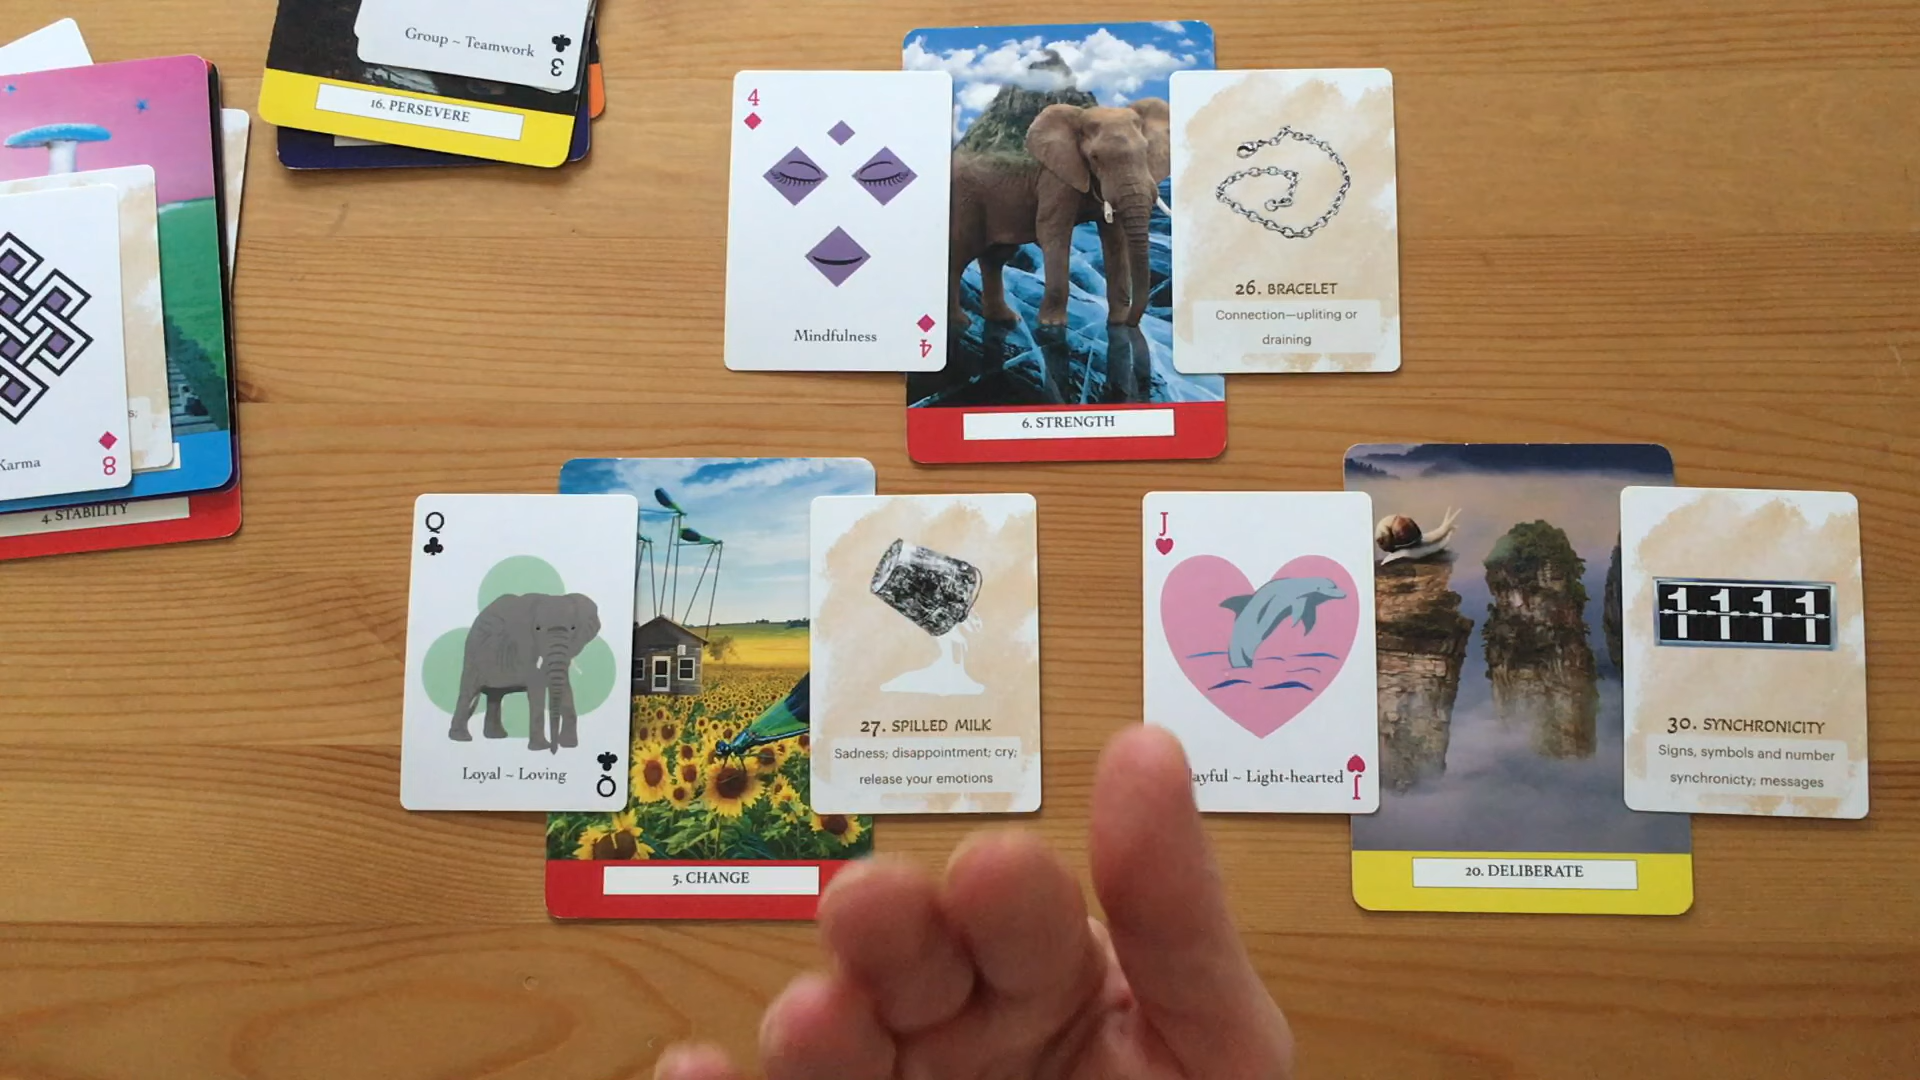 Group ~ Teamwork
3
16. PERSEVERE
Karma
8
4. STABILITY
4
Mindfulness
4
6. STRENGTH
26. BRACELET
Connection—upliting or
draining
Q
Loyal ~ Loving
Q
5. CHANGE
27. SPILLED MILK
Sadness; disappointment; cry;
release your emotions
J
ayful ~ Light-hearted
J
20. DELIBERATE
1111
30. SYNCHRONICITY
Signs, symbols and number
synchronicty; messages